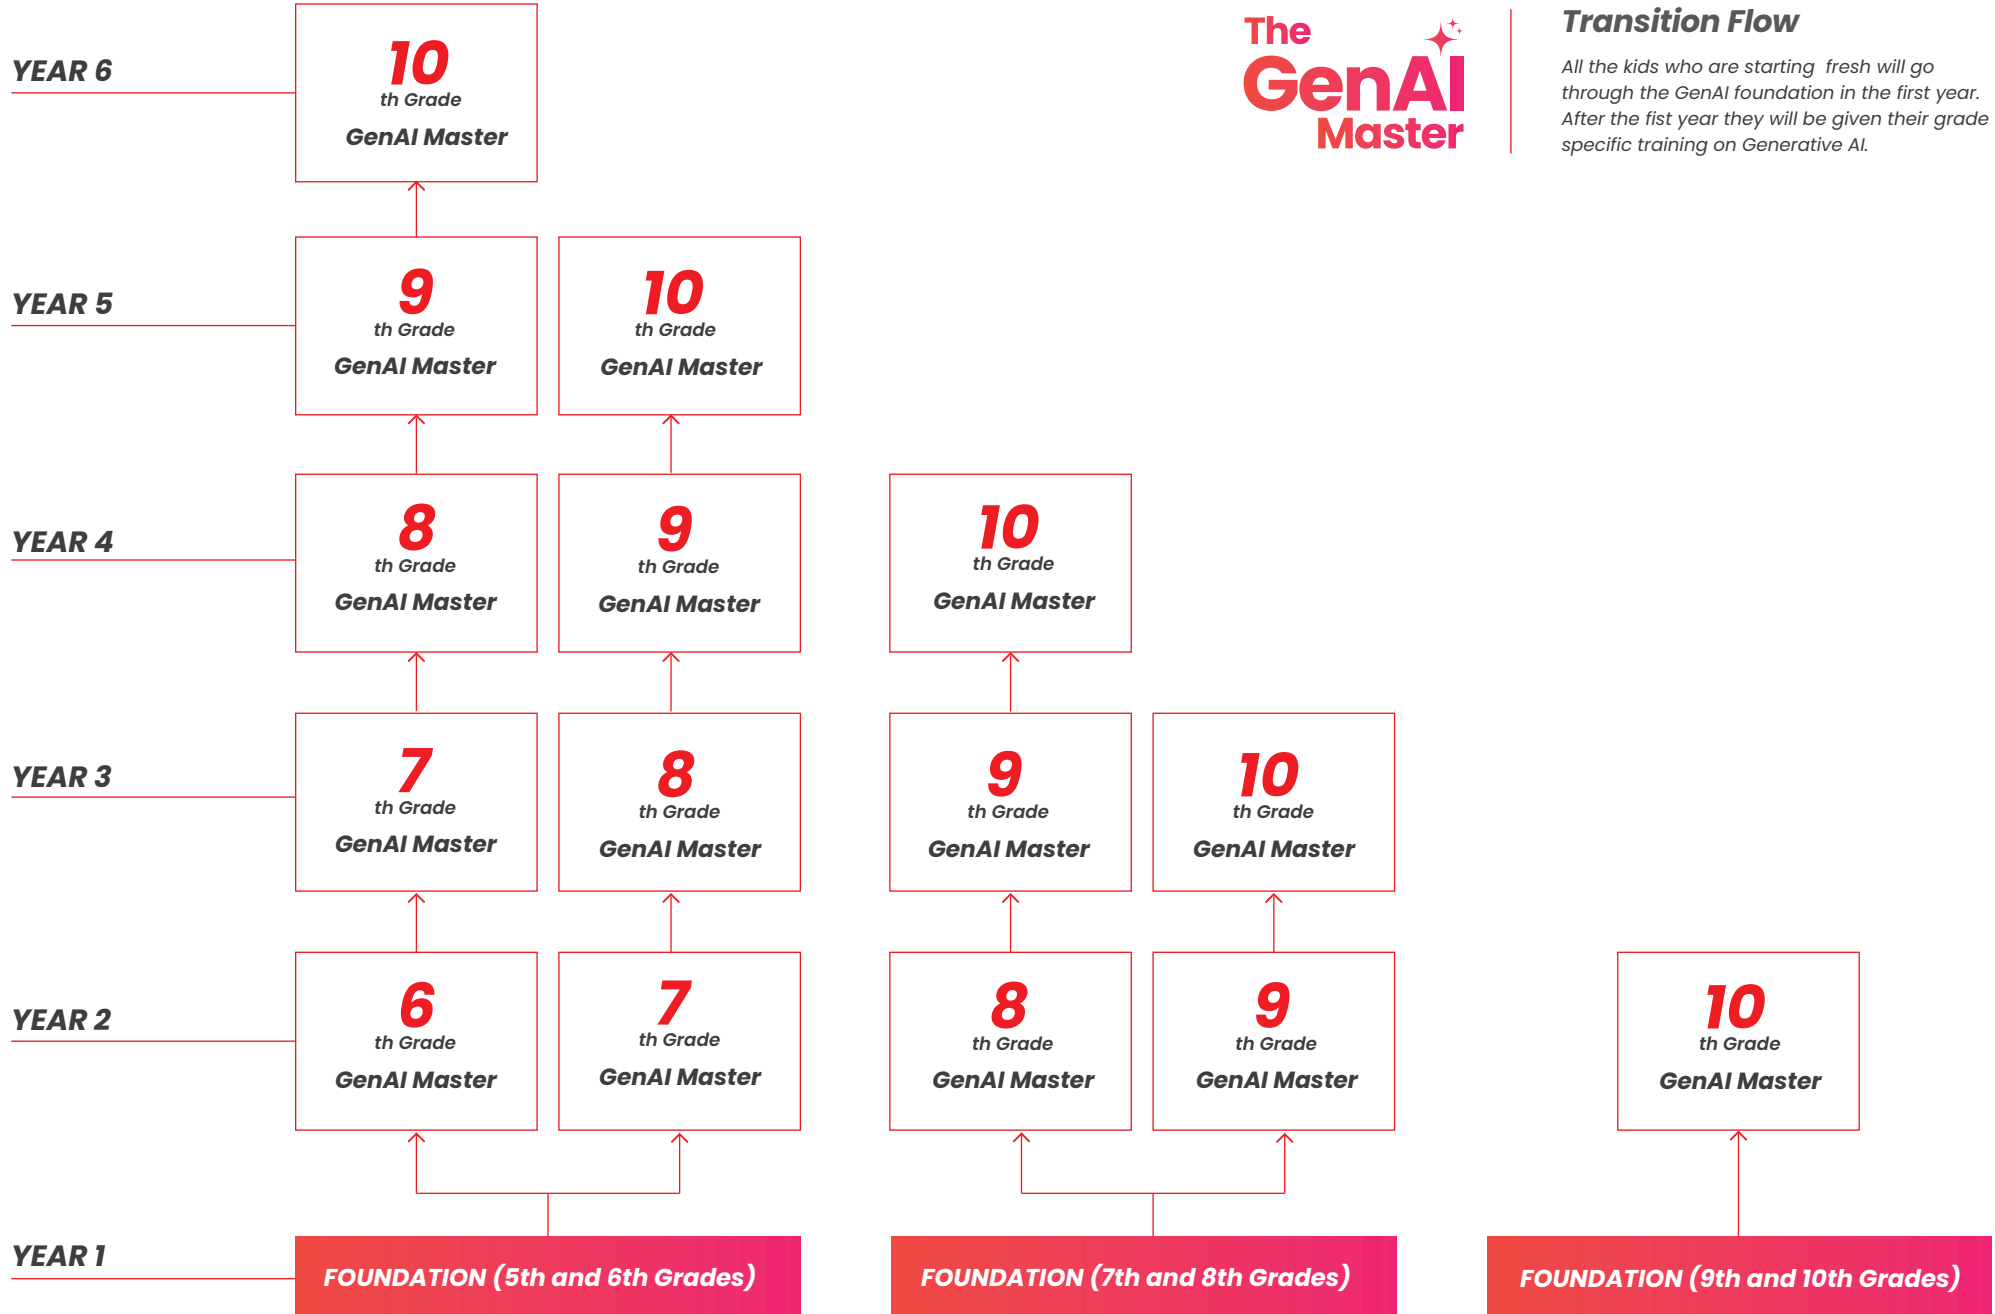 The
GenAI
Master
Transition Flow
All the kids who are starting fresh will go
through the GenAI foundation in the first year.
After the fist year they will be given their grade
specific training on Generative AI.
YEAR 6
10
th Grade
GenAI Master
YEAR 5
9
th Grade
GenAI Master
10
th Grade
GenAI Master
YEAR 4
8
th Grade
GenAI Master
9
th Grade
GenAI Master
10
th Grade
GenAI Master
YEAR 3
7
th Grade
GenAI Master
8
th Grade
GenAI Master
9
th Grade
GenAI Master
10
th Grade
GenAI Master
YEAR 2
6
th Grade
GenAI Master
7
th Grade
GenAI Master
8
th Grade
GenAI Master
9
th Grade
GenAI Master
10
th Grade
GenAI Master
YEAR 1
FOUNDATION (5th and 6th Grades)
FOUNDATION (7th and 8th Grades)
FOUNDATION (9th and 10th Grades)